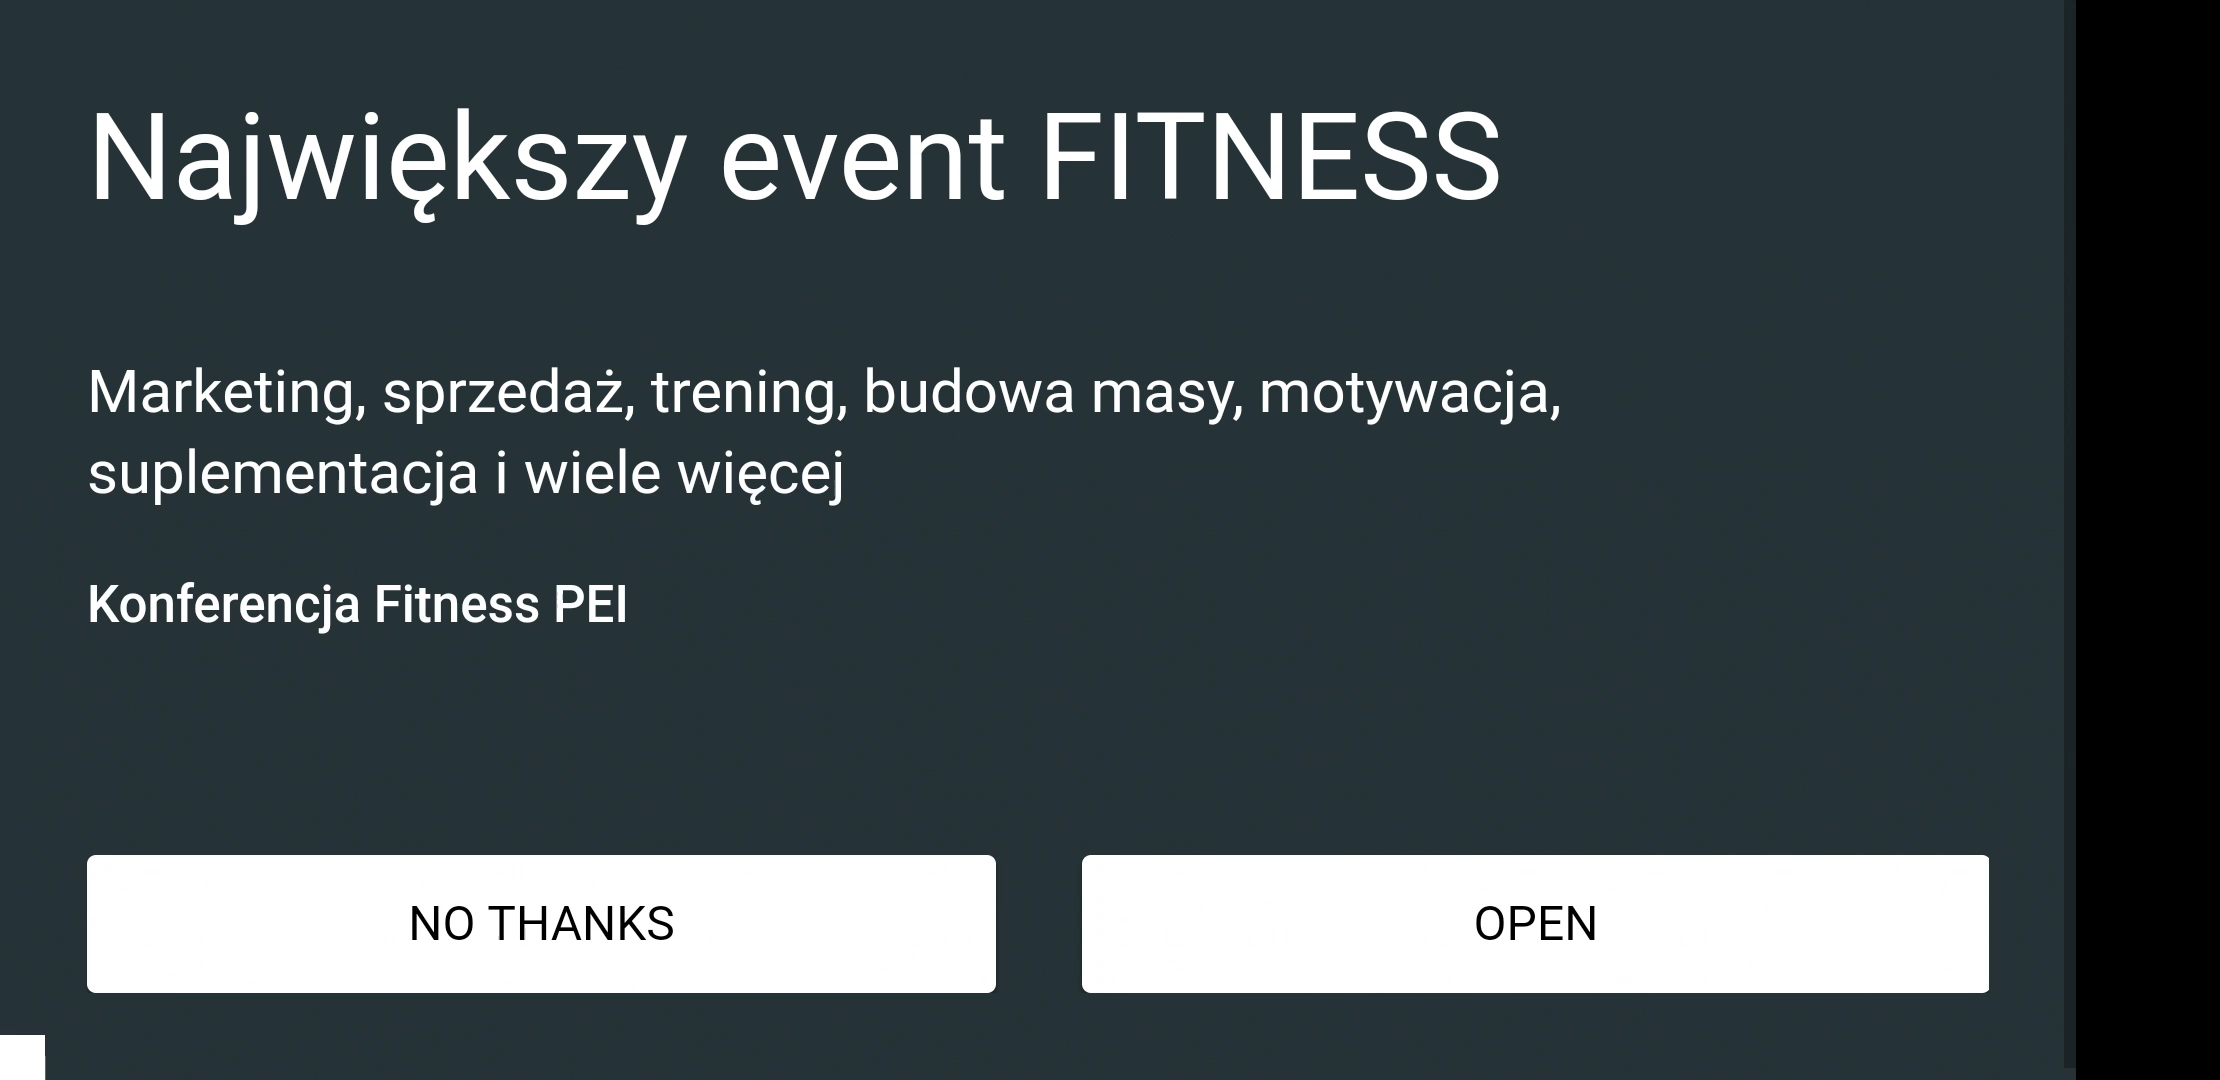 Największy event FITNESS
Marketing, sprzedaż, trening, budowa masy, motywacja,
suplementacja i wiele więcej
Konferencja Fitness PEI
NO THANKS
OPEN